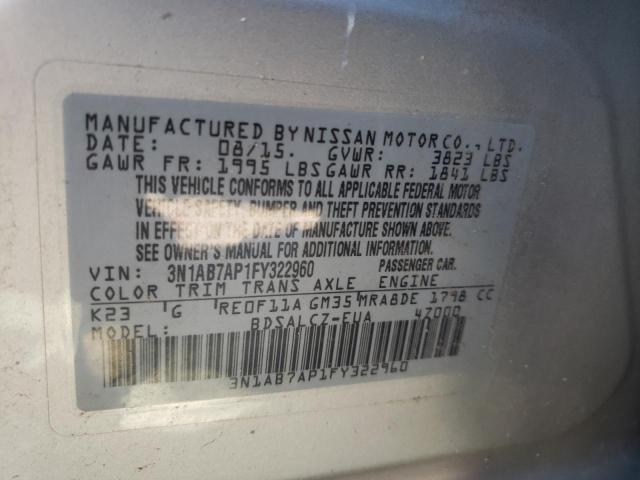 MANUFACTURED BY NISSAN MOTOR CO., LTD.
DATE: 08/15. GVWR: 3823 LBS
GAWR FR: 1995 LBS GAWR RR: 1841 LBS
THIS VEHICLE CONFORMS TO ALL APPLICABLE FEDERAL MOTOR
VEHICLE SAFETY, BUMPER AND THEFT PREVENTION STANDARDS
IN EFFECT ON THE DATE OF MANUFACTURE SHOWN ABOVE.
SEE OWNER'S MANUAL FOR ADDITIONAL INFORMATION.
VIN: 3N1AB7AP1FY322960 PASSENGER CAR.
COLOR TRIM TRANS AXLE ENGINE
K23 G RE0F11A GM35 MRA8DE 1798 CC
MODEL: BDSALCZ-EUA 47000
3N1AB7AP1FY322960